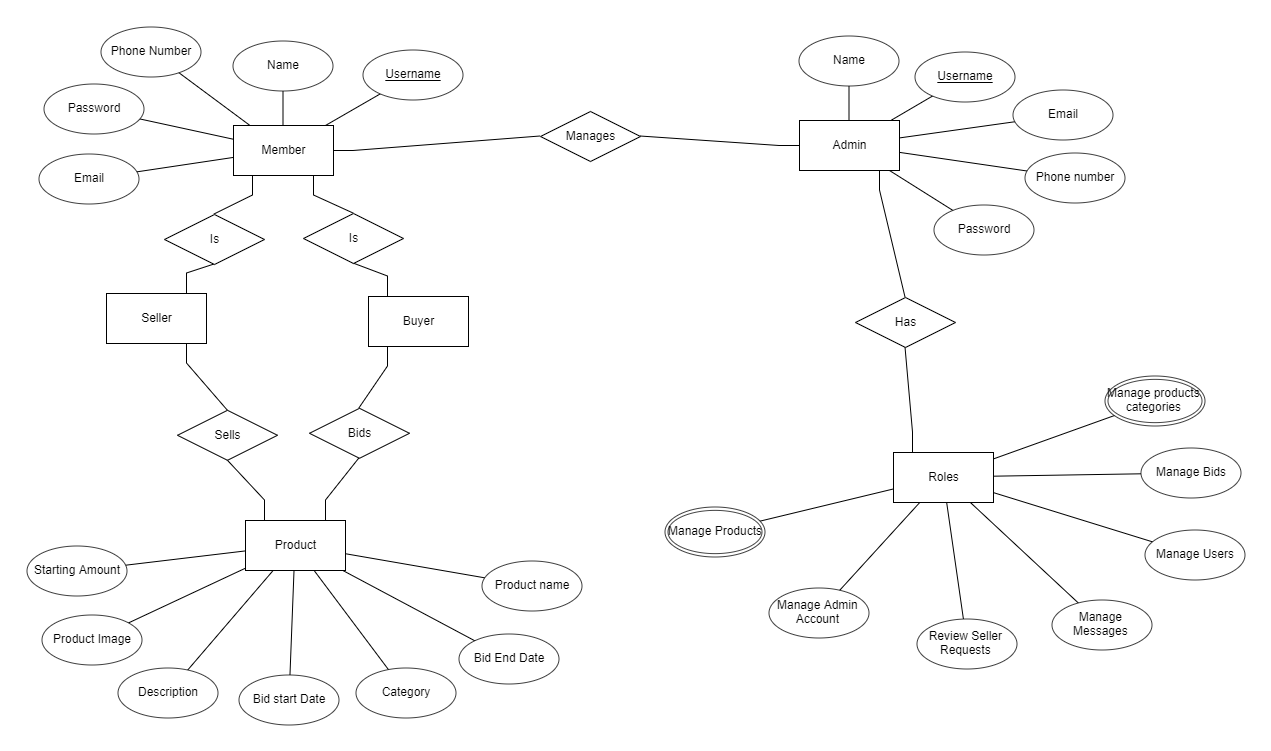 Phone Number
Name
Username
Password
Email
Member
Manages
Name
Username
Email
Phone number
Password
Admin
Is
Is
Seller
Buyer
Has
Sells
Bids
Manage products
categories
Roles
Manage Bids
Manage Products
Manage Users
Manage Admin
Account
Review Seller
Requests
Manage
Messages
Product
Starting Amount
Product name
Product Image
Bid End Date
Description
Bid start Date
Category